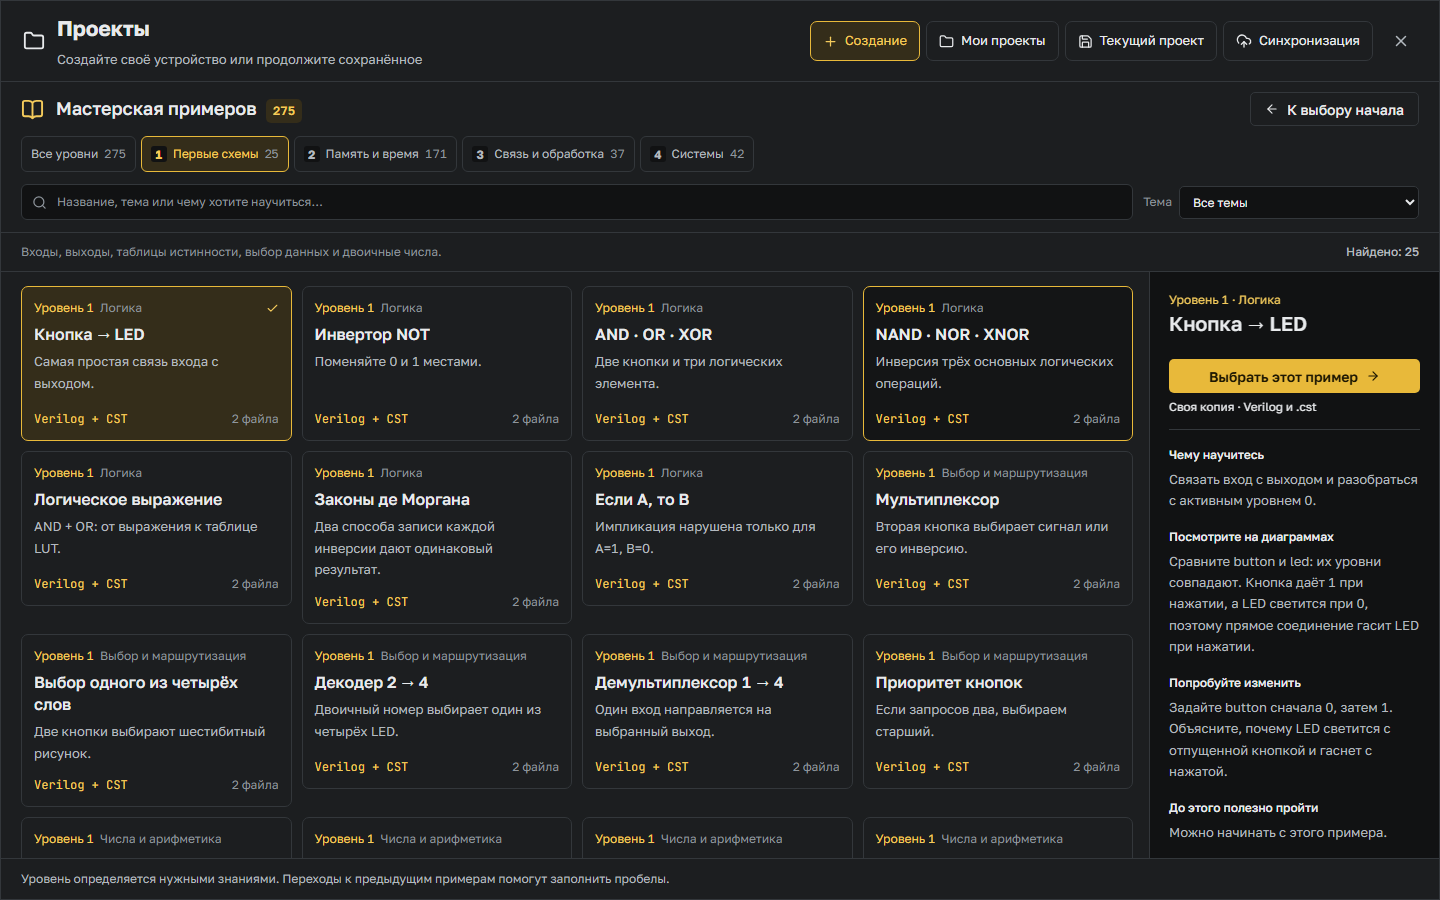 Проекты
Создайте своё устройство или продолжите сохранённое
Создание
Мои проекты
Текущий проект
Синхронизация
Мастерская примеров 275
К выбору начала
Все уровни 275
1 Первые схемы 25
2 Память и время 171
3 Связь и обработка 37
4 Системы 42
Название, тема или чему хотите научиться...
Тема
Все темы
Входы, выходы, таблицы истинности, выбор данных и двоичные числа.
Найдено: 25
Уровень 1 Логика
Кнопка → LED
Самая простая связь входа с
выходом.
Verilog + CST 2 файла
Уровень 1 Логика
Инвертор NOT
Поменяйте 0 и 1 местами.
Verilog + CST 2 файла
Уровень 1 Логика
AND · OR · XOR
Две кнопки и три логических
элемента.
Verilog + CST 2 файла
Уровень 1 Логика
NAND · NOR · XNOR
Инверсия трёх основных логических
операций.
Verilog + CST 2 файла
Уровень 1 Логика
Логическое выражение
AND + OR: от выражения к таблице
LUT.
Verilog + CST 2 файла
Уровень 1 Логика
Законы де Моргана
Два способа записи каждой
инверсии дают одинаковый
результат.
Verilog + CST 2 файла
Уровень 1 Логика
Если A, то B
Импликация нарушена только для
A=1, B=0.
Verilog + CST 2 файла
Уровень 1 Выбор и маршрутизация
Мультиплексор
Вторая кнопка выбирает сигнал или
его инверсию.
Verilog + CST 2 файла
Уровень 1 Выбор и маршрутизация
Выбор одного из четырёх
слов
Две кнопки выбирают шестибитный
рисунок.
Verilog + CST 2 файла
Уровень 1 Выбор и маршрутизация
Декодер 2 → 4
Двоичный номер выбирает один из
четырёх LED.
Verilog + CST 2 файла
Уровень 1 Выбор и маршрутизация
Демультиплексор 1 → 4
Один вход направляется на
выбранный выход.
Verilog + CST 2 файла
Уровень 1 Выбор и маршрутизация
Приоритет кнопок
Если запросов два, выбираем
старший.
Verilog + CST 2 файла
Уровень 1 Числа и арифметика
Уровень 1 Числа и арифметика
Уровень 1 Числа и арифметика
Уровень 1 Числа и арифметика
Уровень 1 · Логика
Кнопка → LED
Выбрать этот пример →
Своя копия · Verilog и .cst
Чему научитесь
Связать вход с выходом и разобраться
с активным уровнем 0.
Посмотрите на диаграммах
Сравните button и led: их уровни
совпадают. Кнопка даёт 1 при
нажатии, а LED светится при 0,
поэтому прямое соединение гасит LED
при нажатии.
Попробуйте изменить
Задайте button сначала 0, затем 1.
Объясните, почему LED светится с
отпущенной кнопкой и гаснет с
нажатой.
До этого полезно пройти
Можно начинать с этого примера.
Уровень определяется нужными знаниями. Переходы к предыдущим примерам помогут заполнить пробелы.